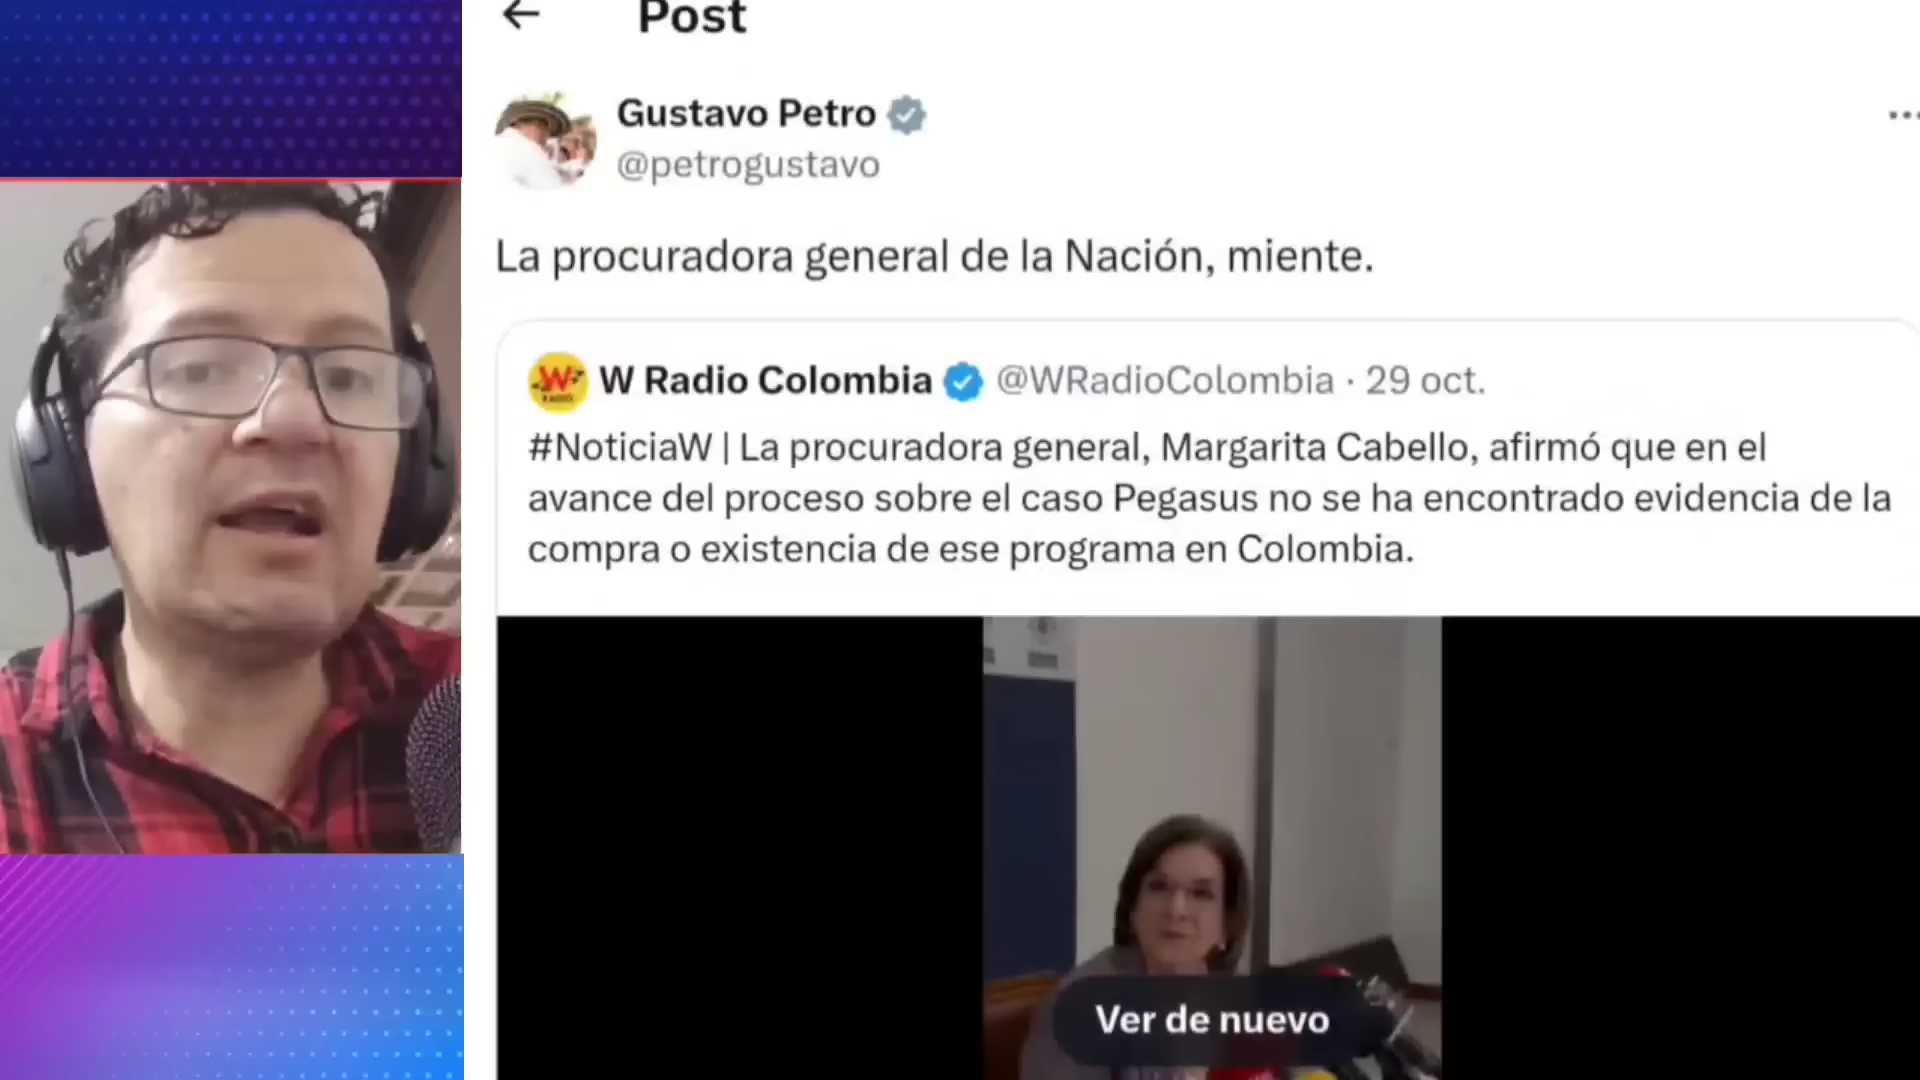 Post
Gustavo Petro
@petrogustavo
La procuradora general de la Nación, miente.
W Radio Colombia @WRadioColombia · 29 oct.
#NoticiaW | La procuradora general, Margarita Cabello, afirmó que en el
avance del proceso sobre el caso Pegasus no se ha encontrado evidencia de la
compra o existencia de ese programa en Colombia.
Ver de nuevo